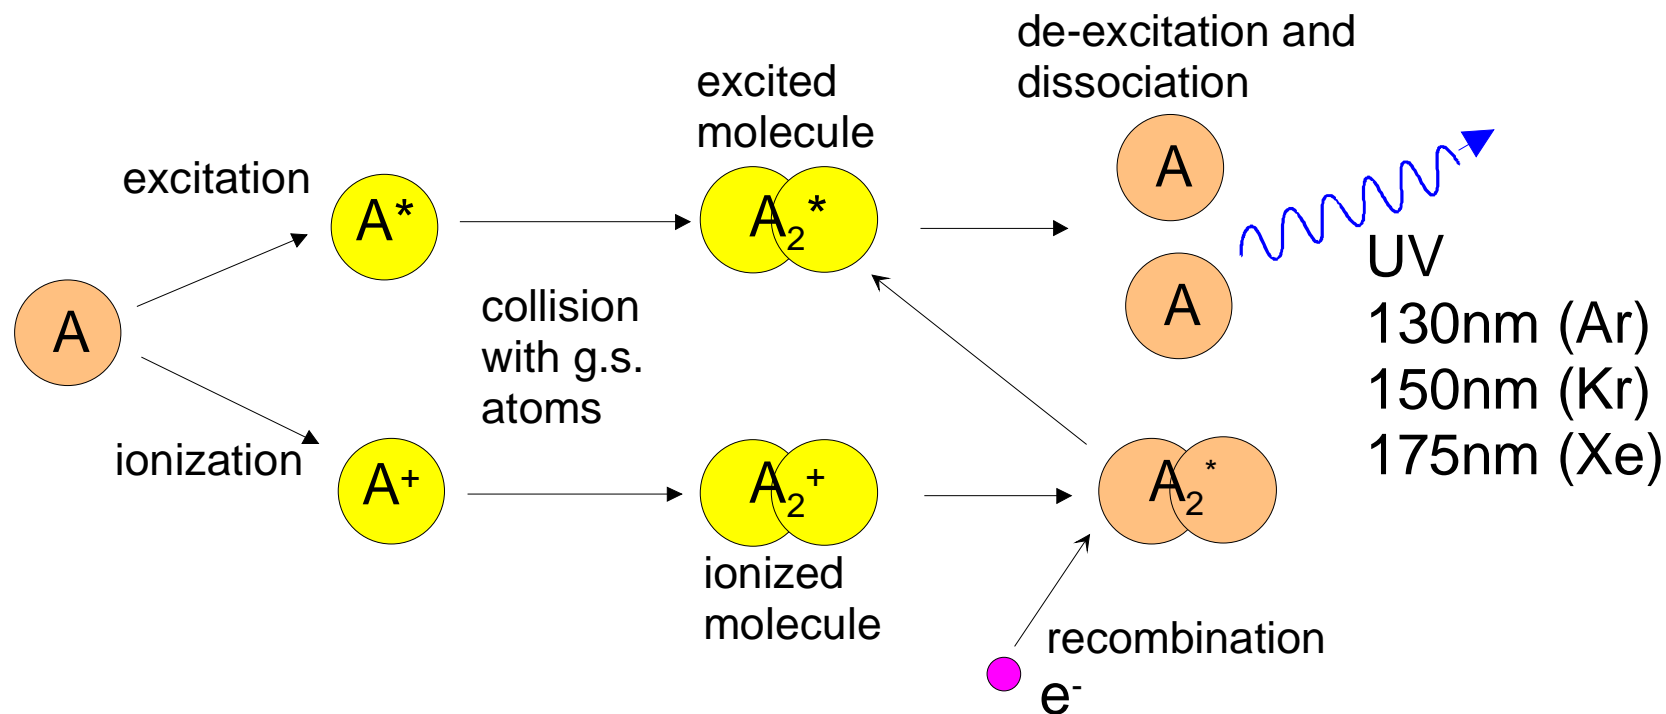 de-excitation and
dissociation
excited
molecule
excitation
A*
A₂*
A
A
A
UV
130nm (Ar)
150nm (Kr)
175nm (Xe)
collision
with g.s.
atoms
ionization
A⁺
A₂⁺
A₂*
ionized
molecule
recombination
e⁻